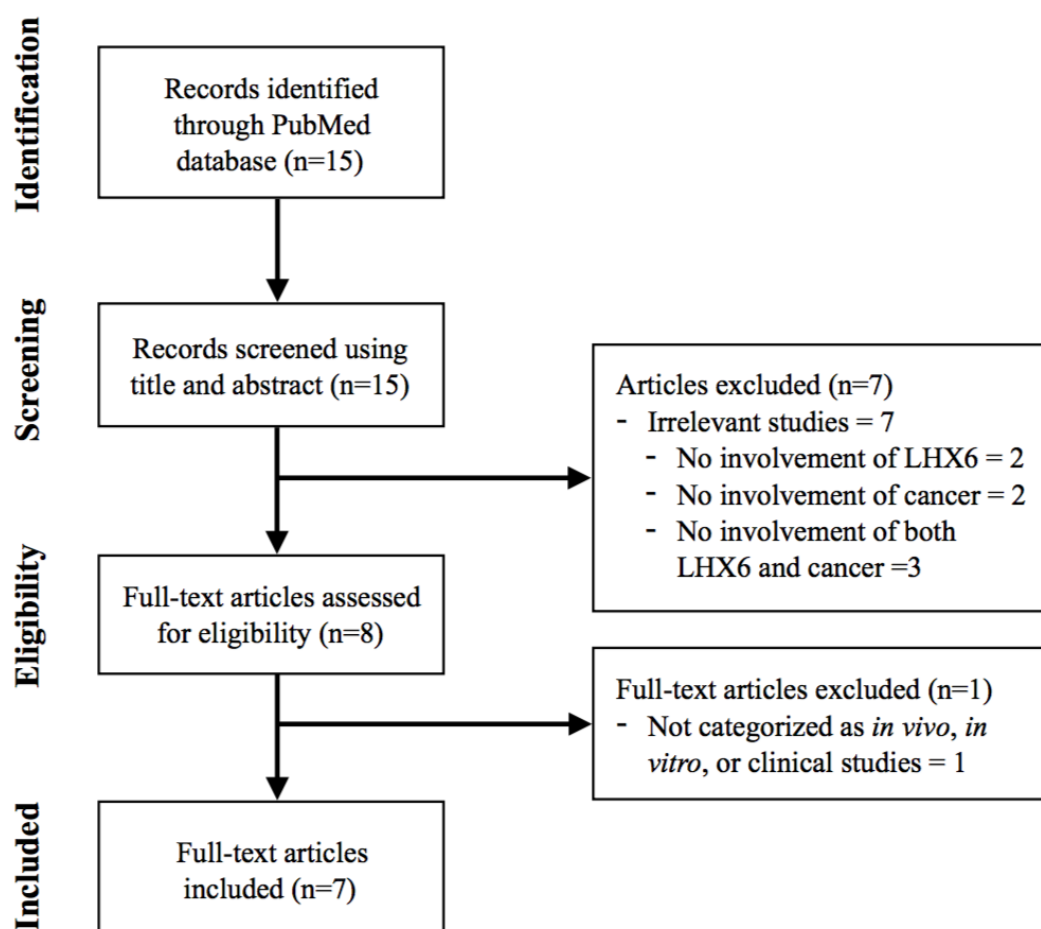 Identification
Records identified
through PubMed
database (n=15)
Screening
Records screened using
title and abstract (n=15)
Articles excluded (n=7)
- Irrelevant studies = 7
- No involvement of LHX6 = 2
- No involvement of cancer = 2
- No involvement of both
LHX6 and cancer =3
Eligibility
Full-text articles assessed
for eligibility (n=8)
Full-text articles excluded (n=1)
- Not categorized as in vivo, in
vitro, or clinical studies = 1
Included
Full-text articles
included (n=7)